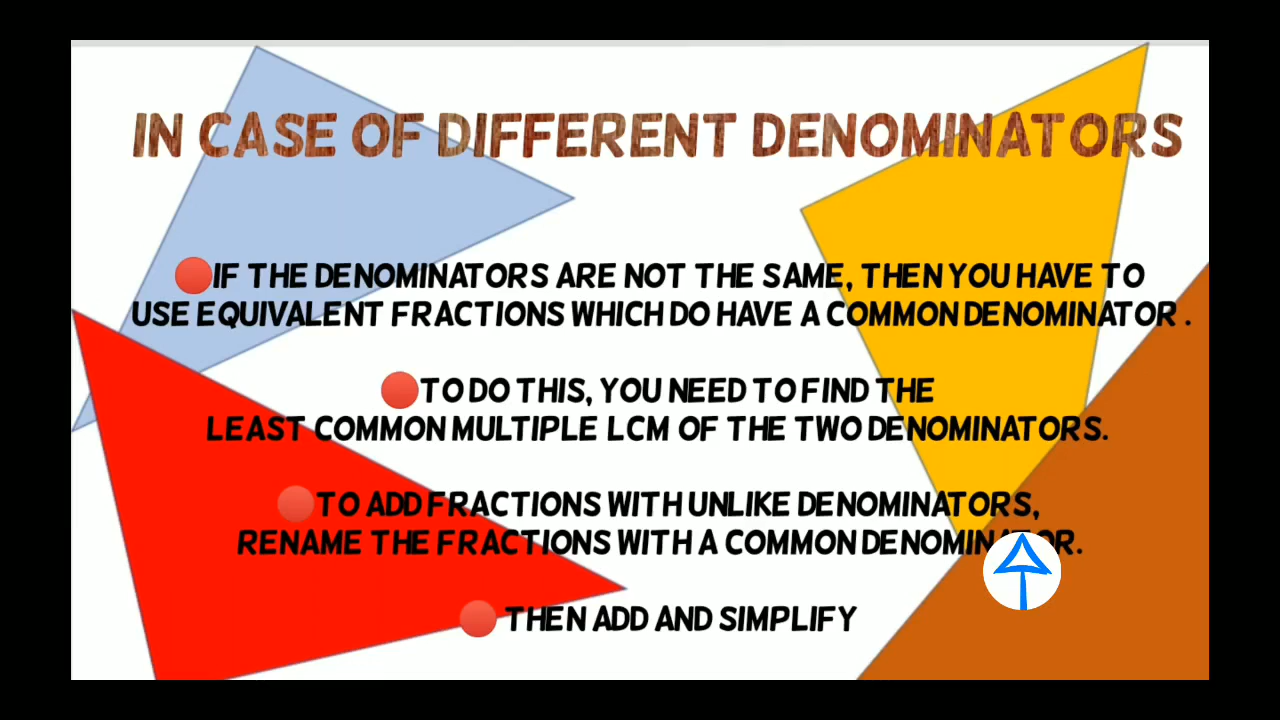 IN CASE OF DIFFERENT DENOMINATORS
IF THE DENOMINATORS ARE NOT THE SAME, THEN YOU HAVE TO
USE EQUIVALENT FRACTIONS WHICH DO HAVE A COMMON DENOMINATOR .
TO DO THIS, YOU NEED TO FIND THE
LEAST COMMON MULTIPLE LCM OF THE TWO DENOMINATORS.
TO ADD FRACTIONS WITH UNLIKE DENOMINATORS,
RENAME THE FRACTIONS WITH A COMMON DENOMINATOR.
THEN ADD AND SIMPLIFY